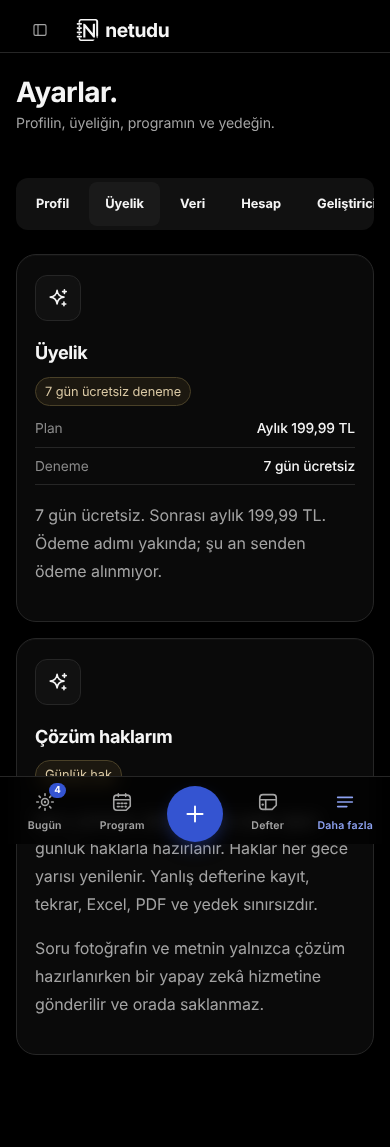 netudu
Ayarlar.
Profilin, üyeliğin, programın ve yedeğin.
Profil
Üyelik
Veri
Hesap
Geliştirici
Üyelik
7 gün ücretsiz deneme
Plan
Aylık 199,99 TL
Deneme
7 gün ücretsiz
7 gün ücretsiz. Sonrası aylık 199,99 TL.
Ödeme adımı yakında; şu an senden
ödeme alınmıyor.
Çözüm haklarım
Günlük hak
4
Bugün
Program
Defter
Daha fazla
günlük haklarla hazırlanır. Haklar her gece
yarısı yenilenir. Yanlış defterine kayıt,
tekrar, Excel, PDF ve yedek sınırsızdır.
Soru fotoğrafın ve metnin yalnızca çözüm
hazırlanırken bir yapay zekâ hizmetine
gönderilir ve orada saklanmaz.